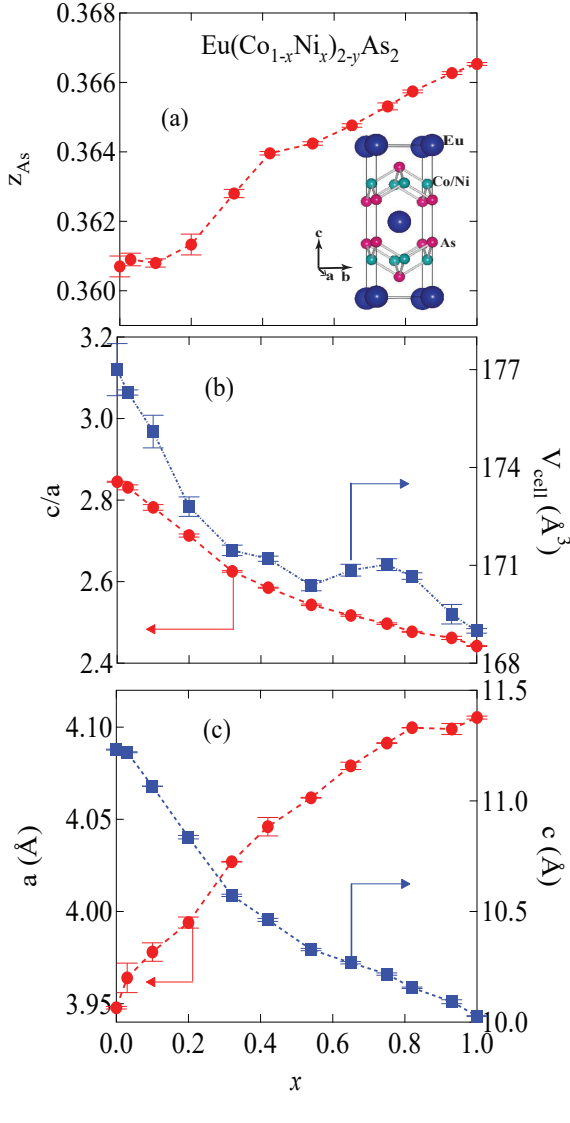 Eu(Co1-xNix)2-yAs2
(a)
zAs
0.368
0.366
0.364
0.362
0.360
Eu
Co/Ni
As
c
a b
(b)
c/a
3.2
3.0
2.8
2.6
2.4
177
174
171
168
Vcell (Å3)
(c)
a (Å)
4.10
4.05
4.00
3.95
11.5
11.0
10.5
10.0
c (Å)
0.0 0.2 0.4 0.6 0.8 1.0
x